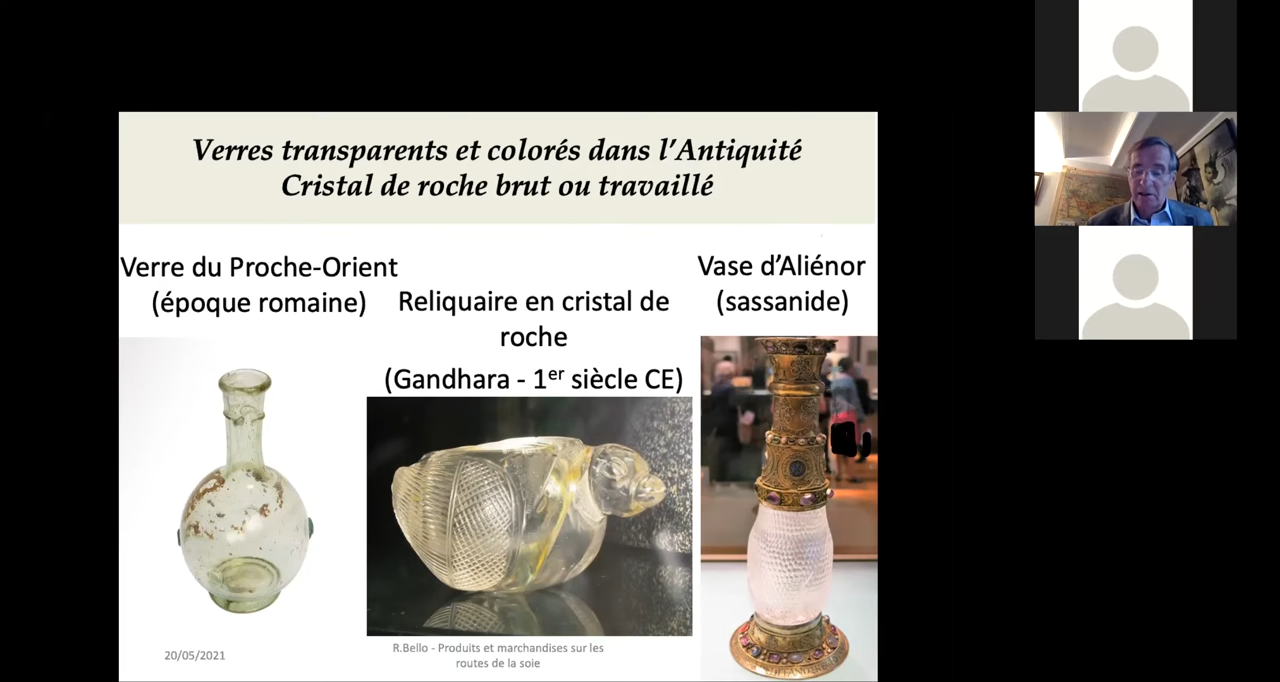 Verres transparents et colorés dans l'Antiquité
Cristal de roche brut ou travaillé
Verre du Proche-Orient
(époque romaine)
Reliquaire en cristal de
roche
(Gandhara - 1er siècle CE)
Vase d'Aliénor
(sassanide)
20/05/2021
R.Bello - Produits et marchandises sur les
routes de la soie